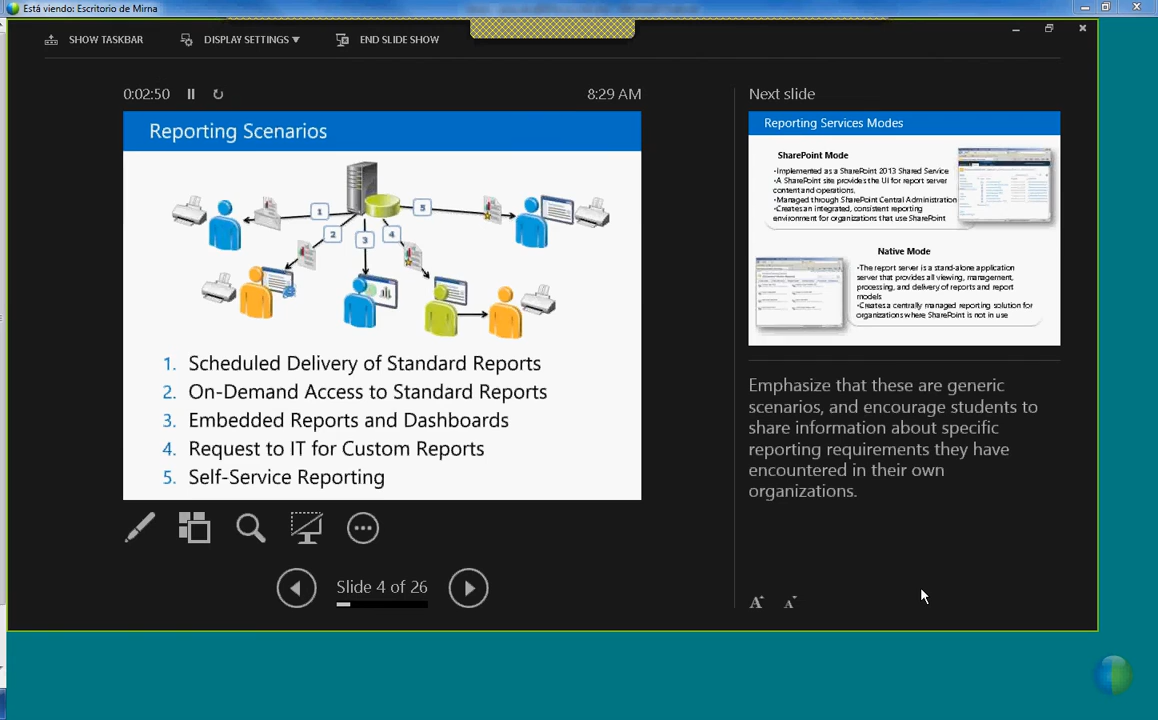 Está viendo: Escritorio de Mirna
SHOW TASKBAR
DISPLAY SETTINGS
END SLIDE SHOW
0:02:50
8:29 AM
Reporting Scenarios
1
2
3
4
5
1. Scheduled Delivery of Standard Reports
2. On-Demand Access to Standard Reports
3. Embedded Reports and Dashboards
4. Request to IT for Custom Reports
5. Self-Service Reporting
Slide 4 of 26
Next slide
Reporting Services Modes
SharePoint Mode
•Implemented as a SharePoint 2013 Shared Service
•A SharePoint site provides the UI for report server
content and operations,
•Managed through SharePoint Central Administration
•Creates an integrated, consistent reporting
environment for organizations that use SharePoint
Native Mode
•The report server is a stand-alone application
server that provides all viewing, management,
processing, and delivery of reports and report
models
•Creates a centrally managed reporting solution for
organizations where SharePoint is not in use
Emphasize that these are generic
scenarios, and encourage students to
share information about specific
reporting requirements they have
encountered in their own
organizations.
A A